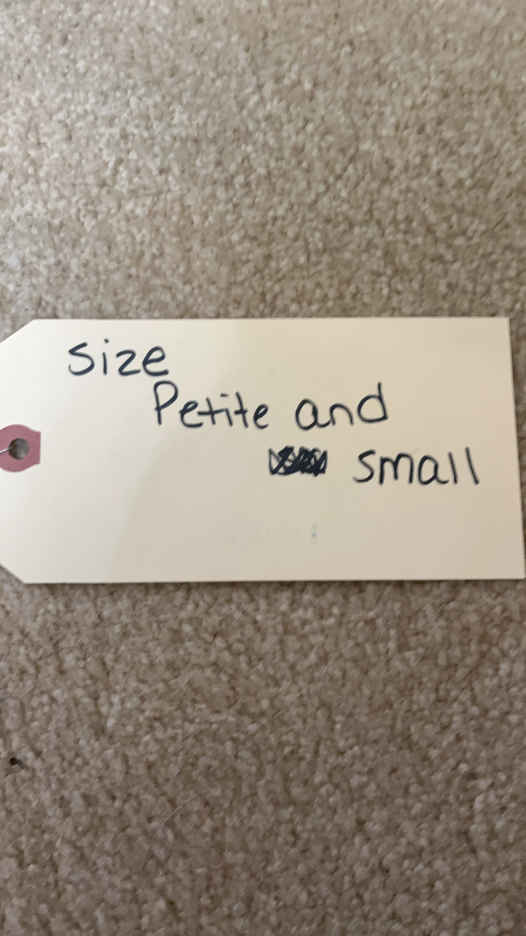 size
Petite and
small